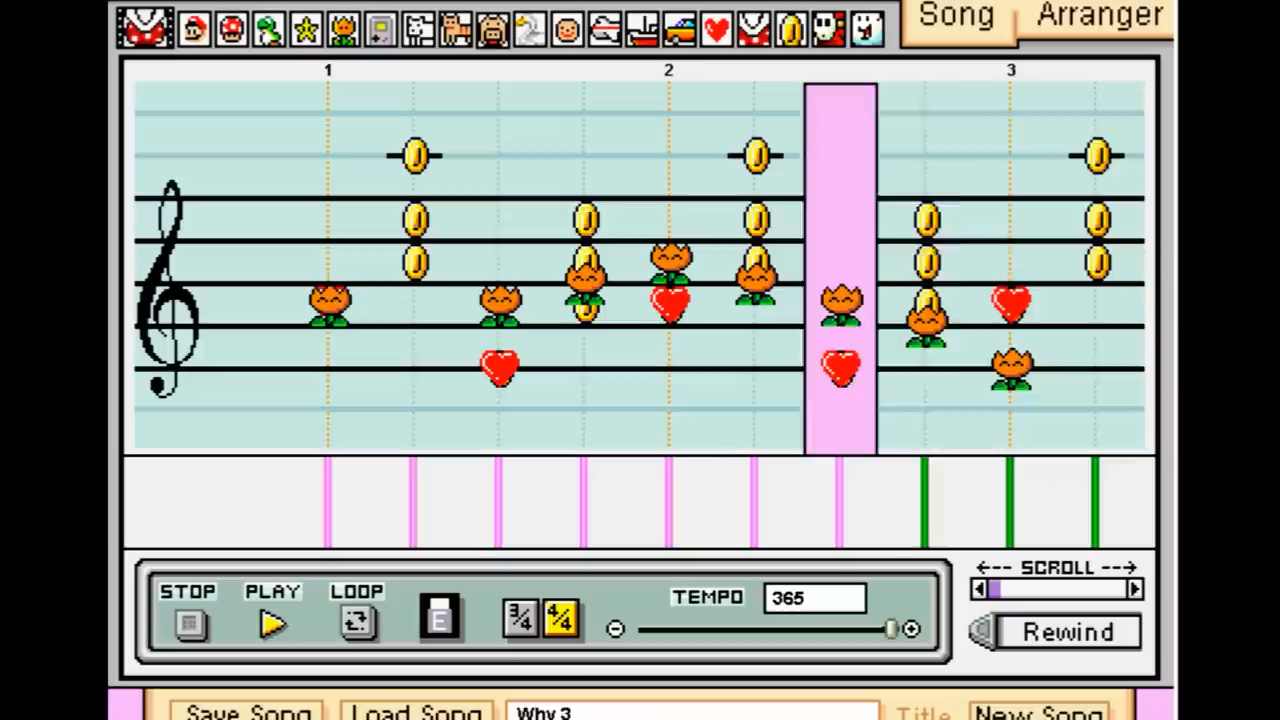 Song Arranger
1 2 3
STOP PLAY LOOP TEMPO 365 <--- SCROLL --->
E 3/4 4/4
Rewind
Save Song Load Song Why 3 Title New Song